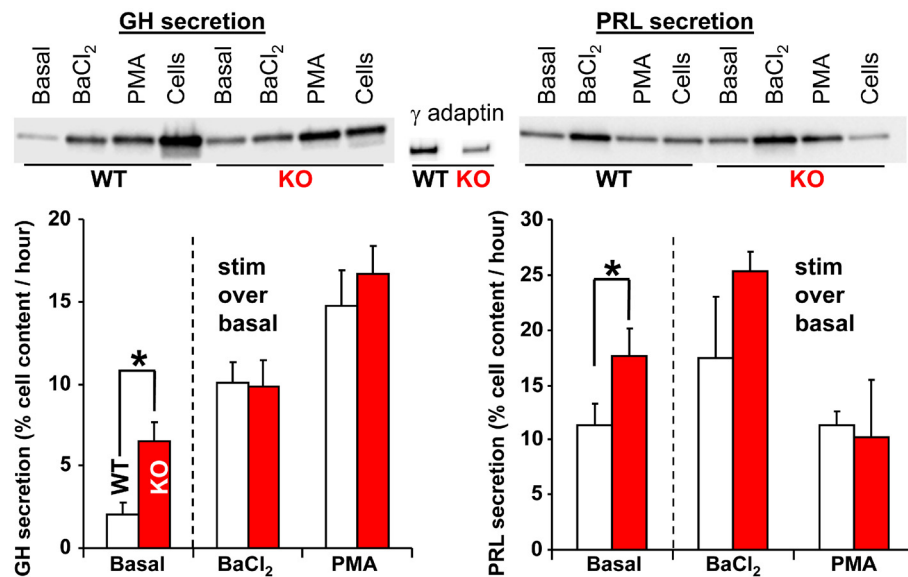 GH secretion
PRL secretion
Basal BaCl₂ PMA Cells Basal BaCl₂ PMA Cells
γ adaptin
Basal BaCl₂ PMA Cells Basal BaCl₂ PMA Cells
WT KO
WT KO
WT KO
GH secretion (% cell content / hour)
20
15
10
5
0
stim
over
basal
*
WT
KO
Basal BaCl₂ PMA
PRL secretion (% cell content / hour)
30
25
20
15
10
5
0
stim
over
basal
*
Basal BaCl₂ PMA